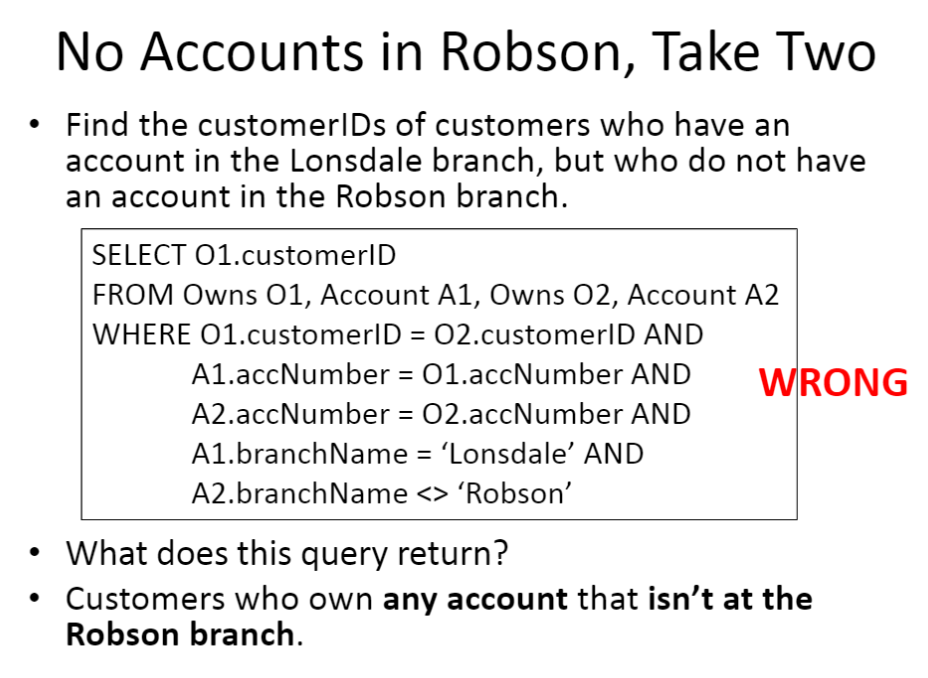 No Accounts in Robson, Take Two
• Find the customerIDs of customers who have an
account in the Lonsdale branch, but who do not have
an account in the Robson branch.
SELECT O1.customerID
FROM Owns O1, Account A1, Owns O2, Account A2
WHERE O1.customerID = O2.customerID AND
A1.accNumber = O1.accNumber AND
WRONG
A2.accNumber = O2.accNumber AND
A1.branchName = ‘Lonsdale’ AND
A2.branchName <> ‘Robson’
• What does this query return?
• Customers who own any account that isn’t at the
Robson branch.